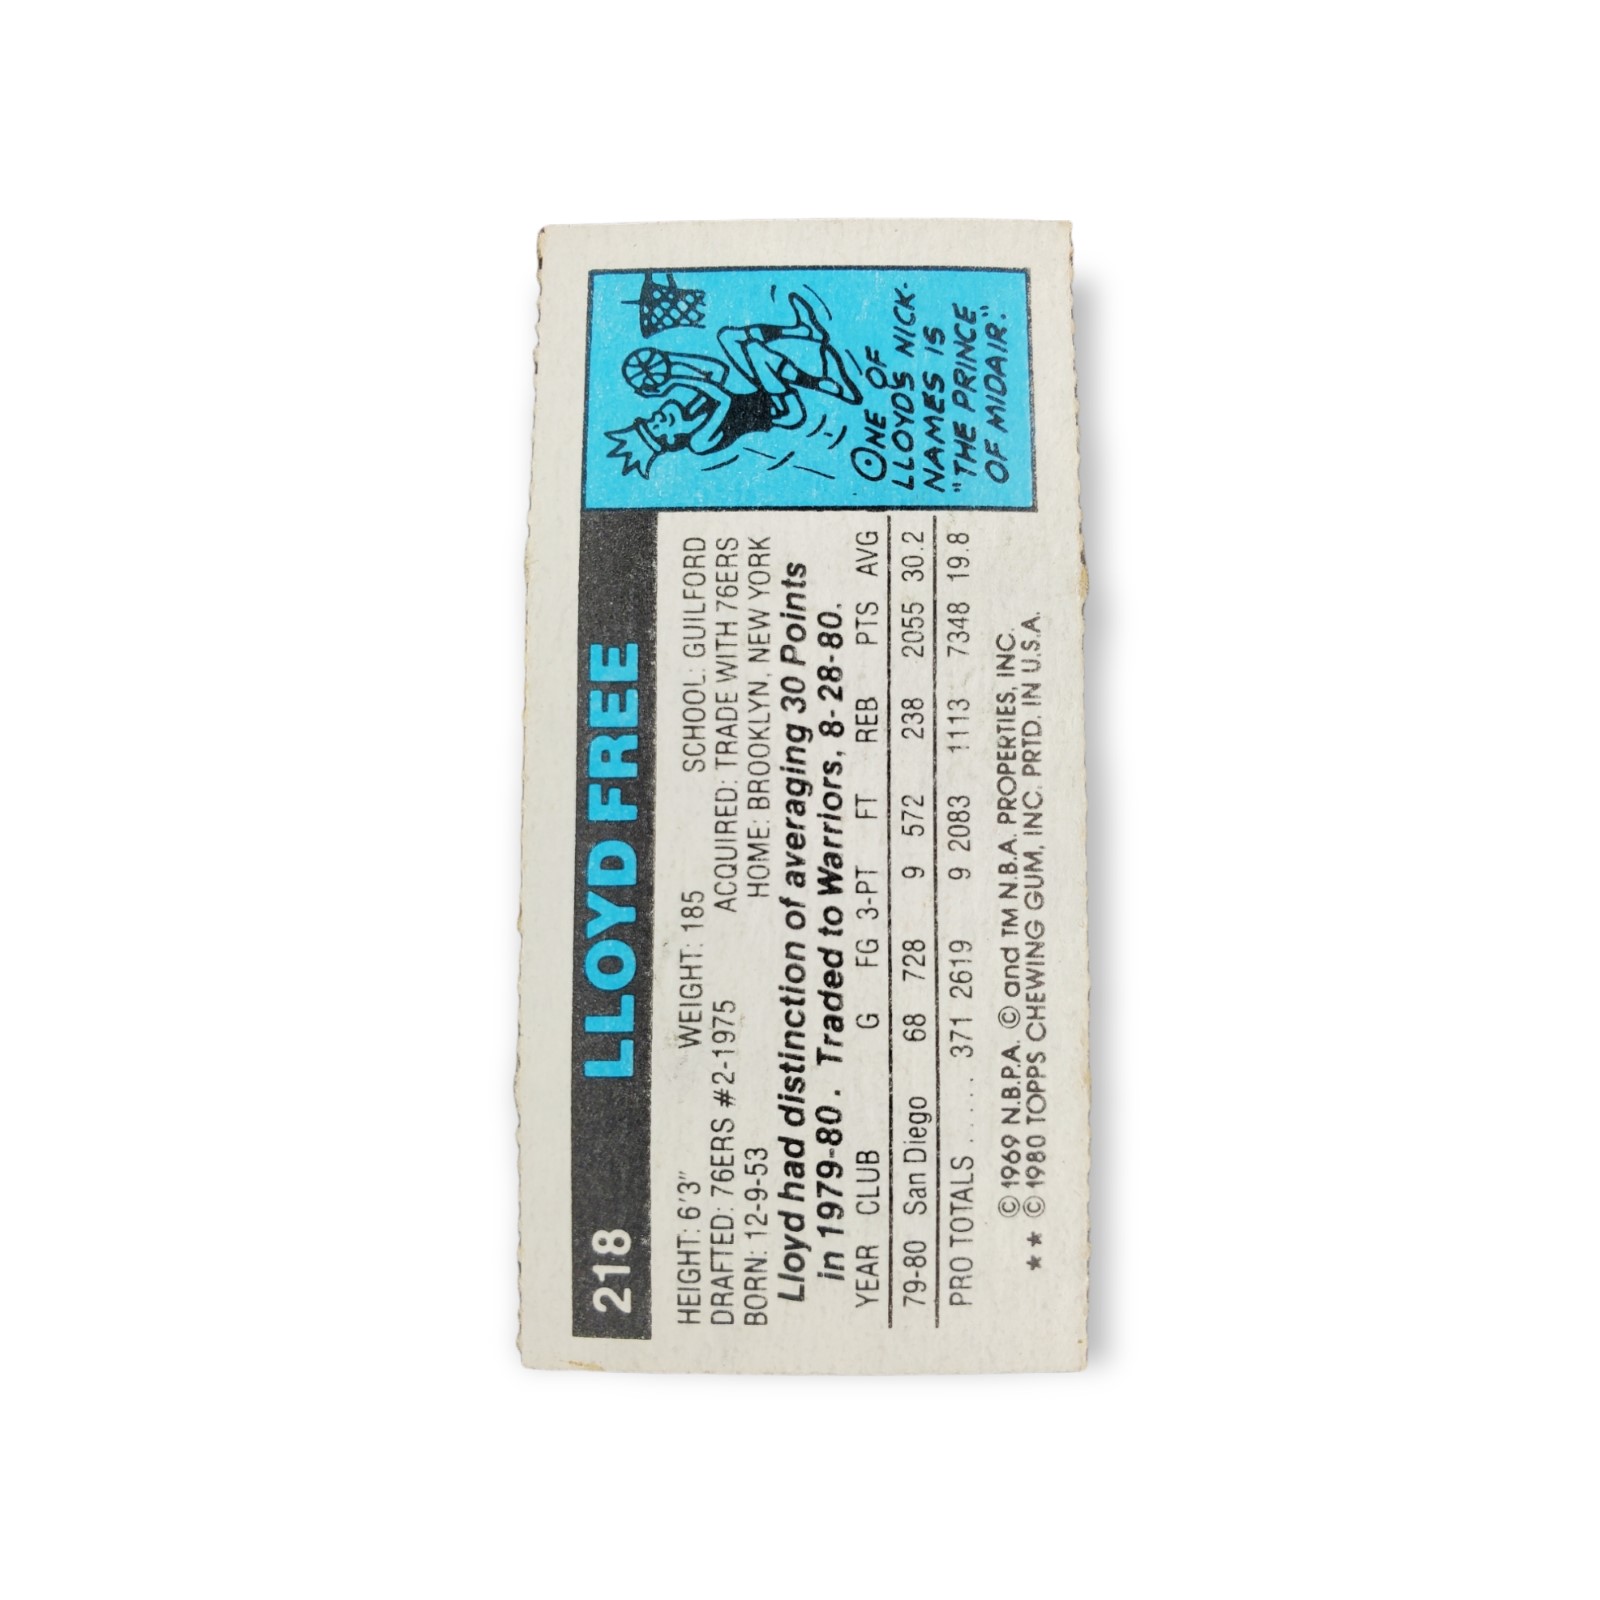 218 LLOYD FREE
HEIGHT: 6'3" WEIGHT: 185 SCHOOL: GUILFORD
DRAFTED: 76ERS #2-1975 ACQUIRED: TRADE WITH 76ERS
BORN: 12-9-53 HOME: BROOKLYN, NEW YORK
Lloyd had distinction of averaging 30 Points
in 1979-80. Traded to Warriors, 8-28-80.
YEAR CLUB G FG 3-PT FT REB PTS AVG
79-80 San Diego 68 728 9 572 238 2055 30.2
PRO TOTALS ..... 371 2619 9 2083 1113 7348 19.8
© 1969 N.B.P.A. © and TM N.B.A. PROPERTIES, INC.
★★ © 1980 TOPPS CHEWING GUM, INC. PRTD. IN U.S.A.
ONE OF
LLOYD'S NICK-
NAMES IS
"THE PRINCE
OF MIDAIR."